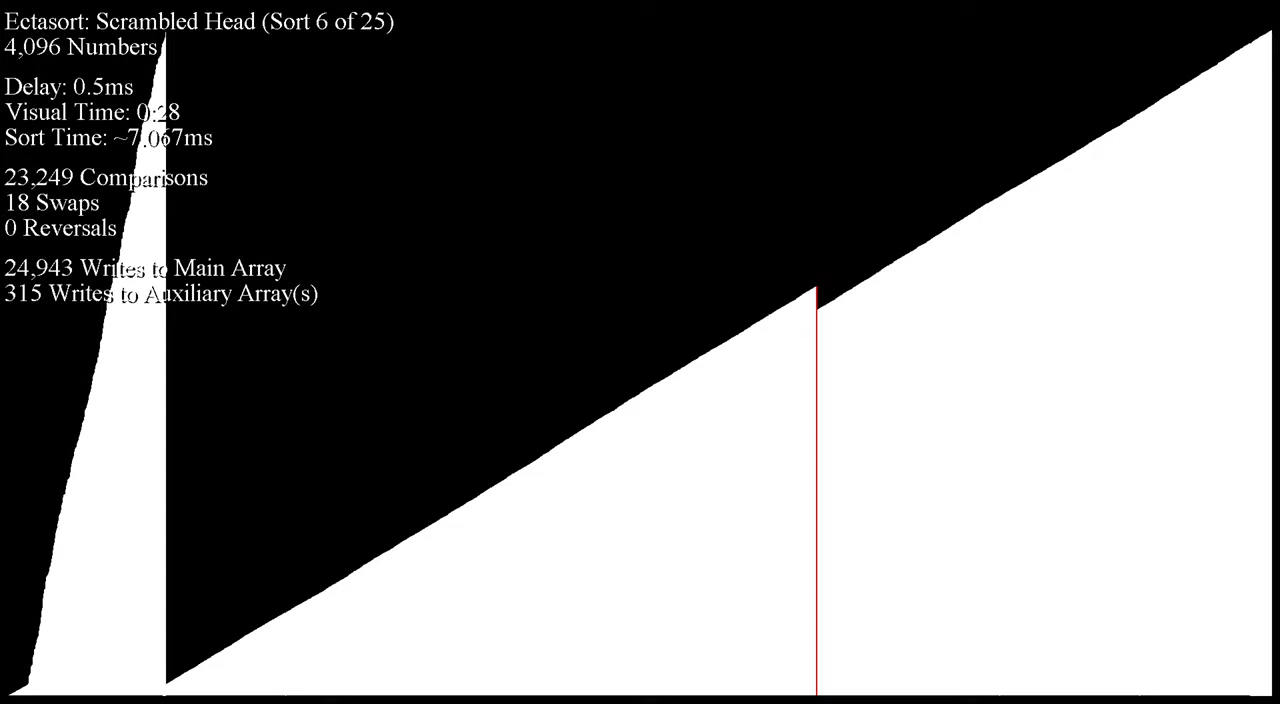 Ectasort: Scrambled Head (Sort 6 of 25)
4,096 Numbers
Delay: 0.5ms
Visual Time: 0:28
Sort Time: ~7.067ms
23,249 Comparisons
18 Swaps
0 Reversals
24,943 Writes to Main Array
315 Writes to Auxiliary Array(s)